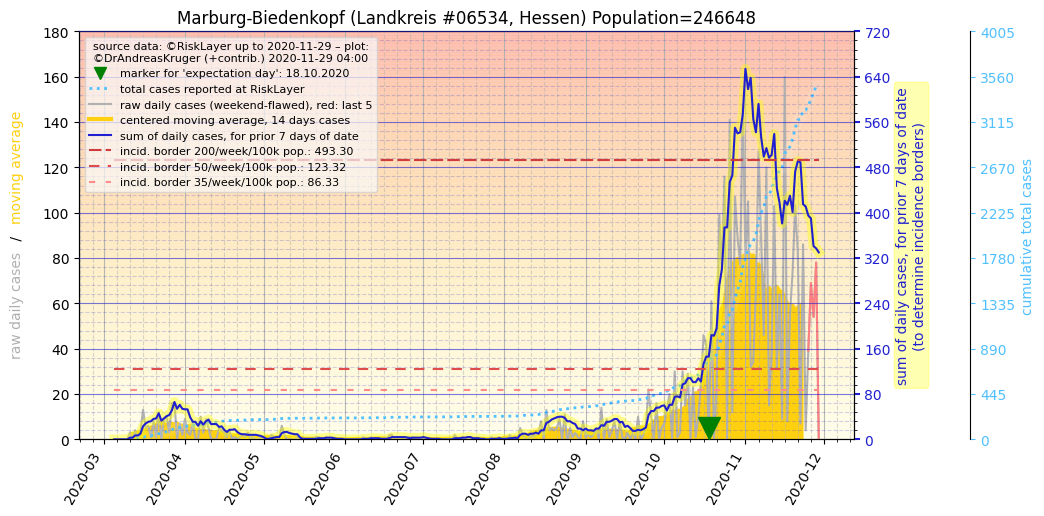 Marburg-Biedenkopf (Landkreis #06534, Hessen) Population=246648
source data: ©RiskLayer up to 2020-11-29 – plot:
©DrAndreasKruger (+contrib.) 2020-11-29 04:00
marker for 'expectation day': 18.10.2020
total cases reported at RiskLayer
raw daily cases (weekend-flawed), red: last 5
centered moving average, 14 days cases
sum of daily cases, for prior 7 days of date
incid. border 200/week/100k pop.: 493.30
incid. border 50/week/100k pop.: 123.32
incid. border 35/week/100k pop.: 86.33
raw daily cases / moving average
180
160
140
120
100
80
60
40
20
0
2020-03
2020-04
2020-05
2020-06
2020-07
2020-08
2020-09
2020-10
2020-11
2020-12
720
640
560
480
400
320
240
160
80
0
sum of daily cases, for prior 7 days of date
(to determine incidence borders)
4005
3560
3115
2670
2225
1780
1335
890
445
0
cumulative total cases